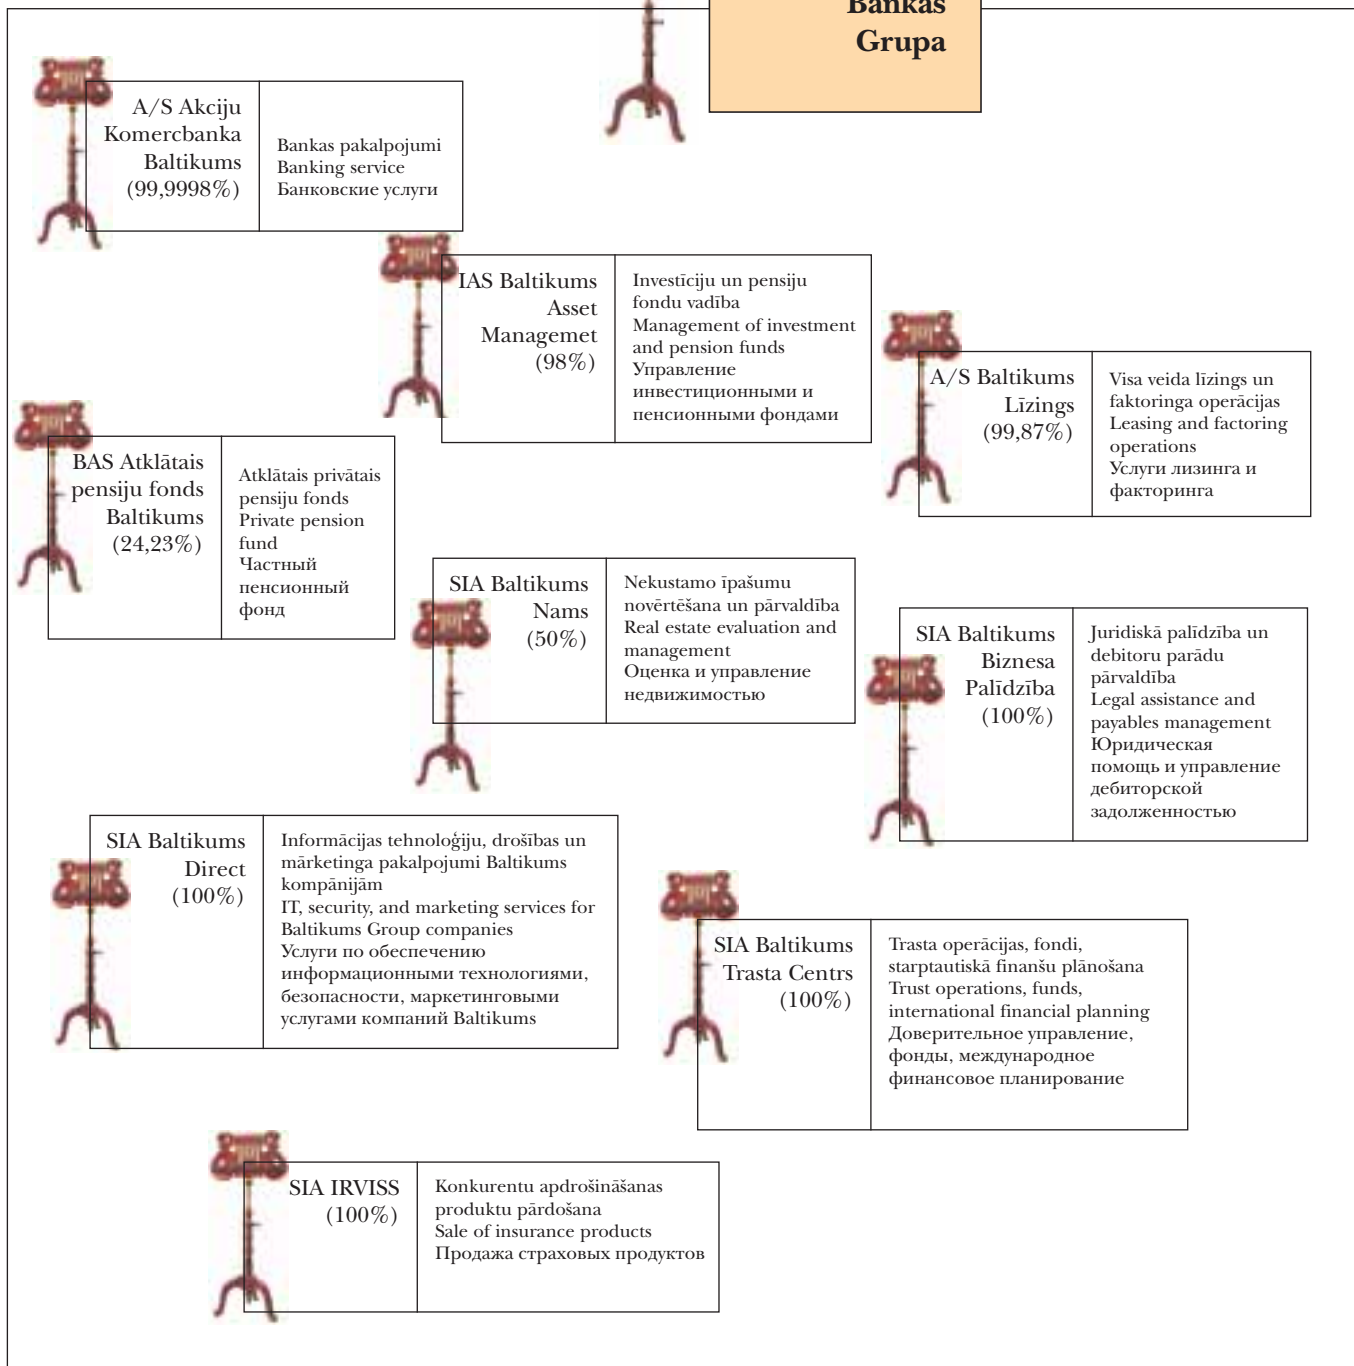 Bankas
Grupa
A/S Akciju
Komercbanka
Baltikums
(99,9998%)
Bankas pakalpojumi
Banking service
Банковские услуги
IAS Baltikums
Asset
Managemet
(98%)
Investīciju un pensiju
fondu vadība
Management of investment
and pension funds
Управление
инвестиционными и
пенсионными фондами
A/S Baltikums
Līzings
(99,87%)
Visa veida līzings un
faktoringa operācijas
Leasing and factoring
operations
Услуги лизинга и
факторинга
BAS Atklātais
pensiju fonds
Baltikums
(24,23%)
Atklātais privātais
pensiju fonds
Private pension
fund
Частный
пенсионный
фонд
SIA Baltikums
Nams
(50%)
Nekustamo īpašumu
novērtēšana un pārvaldība
Real estate evaluation and
management
Оценка и управление
недвижимостью
SIA Baltikums
Biznesa
Palīdzība
(100%)
Juridiskā palīdzība un
debitoru parādu
pārvaldība
Legal assistance and
payables management
Юридическая
помощь и управление
дебиторской
задолженностью
SIA Baltikums
Direct
(100%)
Informācijas tehnoloģiju, drošības un
mārketinga pakalpojumi Baltikums
kompānijām
IT, security, and marketing services for
Baltikums Group companies
Услуги по обеспечению
информационными технологиями,
безопасности, маркетинговыми
услугами компаний Baltikums
SIA Baltikums
Trasta Centrs
(100%)
Trasta operācijas, fondi,
starptautiskā finanšu plānošana
Trust operations, funds,
international financial planning
Доверительное управление,
фонды, международное
финансовое планирование
SIA IRVISS
(100%)
Konkurentu apdrošināšanas
produktu pārdošana
Sale of insurance products
Продажа страховых продуктов